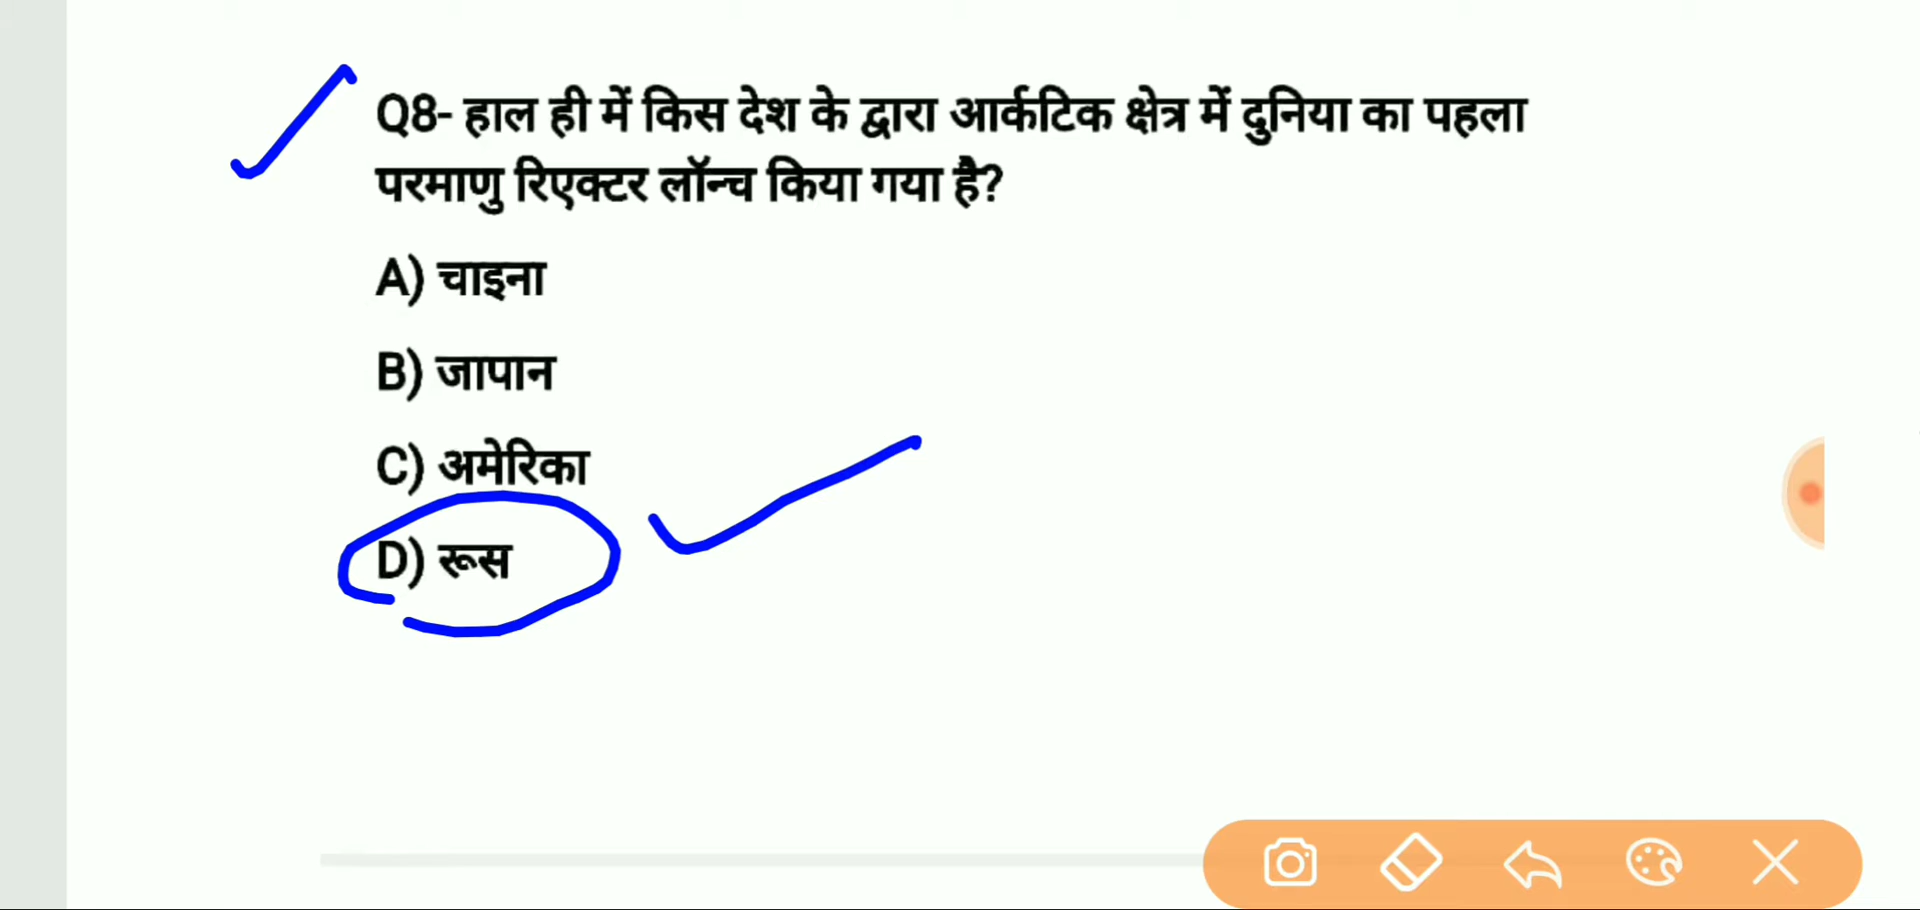 Q8- हाल ही में किस देश के द्वारा आर्कटिक क्षेत्र में दुनिया का पहला
परमाणु रिएक्टर लॉन्च किया गया है?
A) चाइना
B) जापान
C) अमेरिका
D) रूस